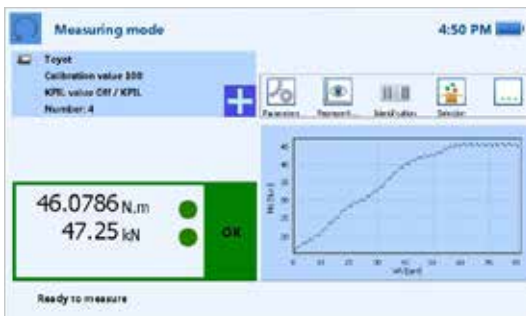 Measuring mode
4:50 PM
Toyot
Calibration value 100
KPIL value Off / KPIL
Number: 4
Parameters
Identification
Selection
...
46.0786 N.m
47.25 kN
OK
Ready to measure